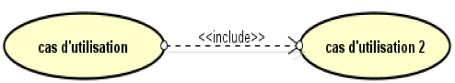 <<include>>
cas d'utilisation
cas d'utilisation 2